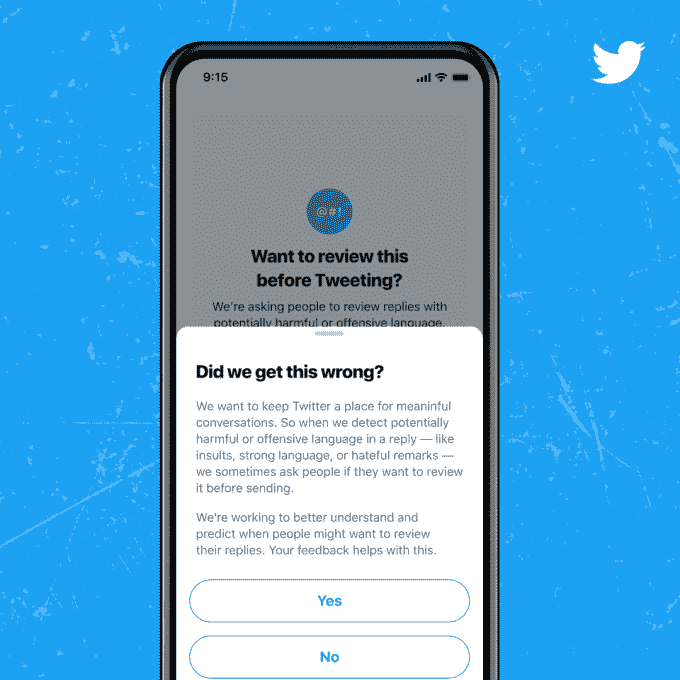 9:15
@#!
Want to review this
before Tweeting?
We're asking people to review replies with
potentially harmful or offensive language.
Did we get this wrong?
We want to keep Twitter a place for meaninful
conversations. So when we detect potentially
harmful or offensive language in a reply — like
insults, strong language, or hateful remarks —
we sometimes ask people if they want to review
it before sending.
We're working to better understand and
predict when people might want to review
their replies. Your feedback helps with this.
Yes
No